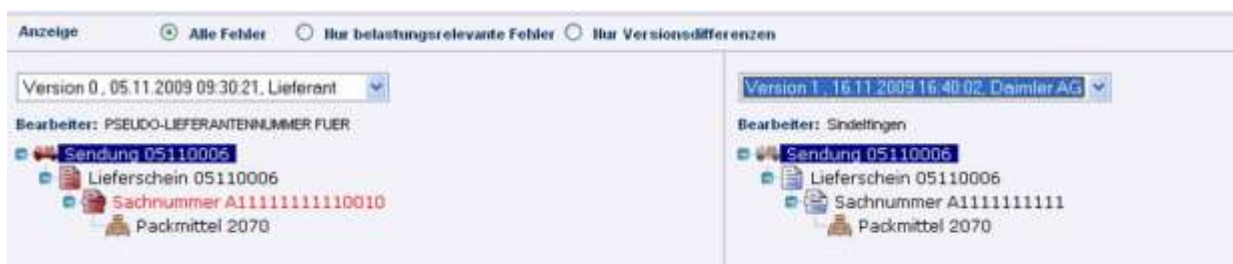 Anzeige Alle Fehler Nur belastungsrelevante Fehler Nur Versionsdifferenzen
Version 0 , 05.11.2009 09:30:21, Lieferant
Bearbeiter: PSEUDO-LIEFERANTENNUMMER FUER
Sendung 05110006
Lieferschein 05110006
Sachnummer A11111111110010
Packmittel 2070
Version 1 , 16.11.2009 16:40:02, Daimler AG
Bearbeiter: Sindelfingen
Sendung 05110006
Lieferschein 05110006
Sachnummer A1111111111
Packmittel 2070